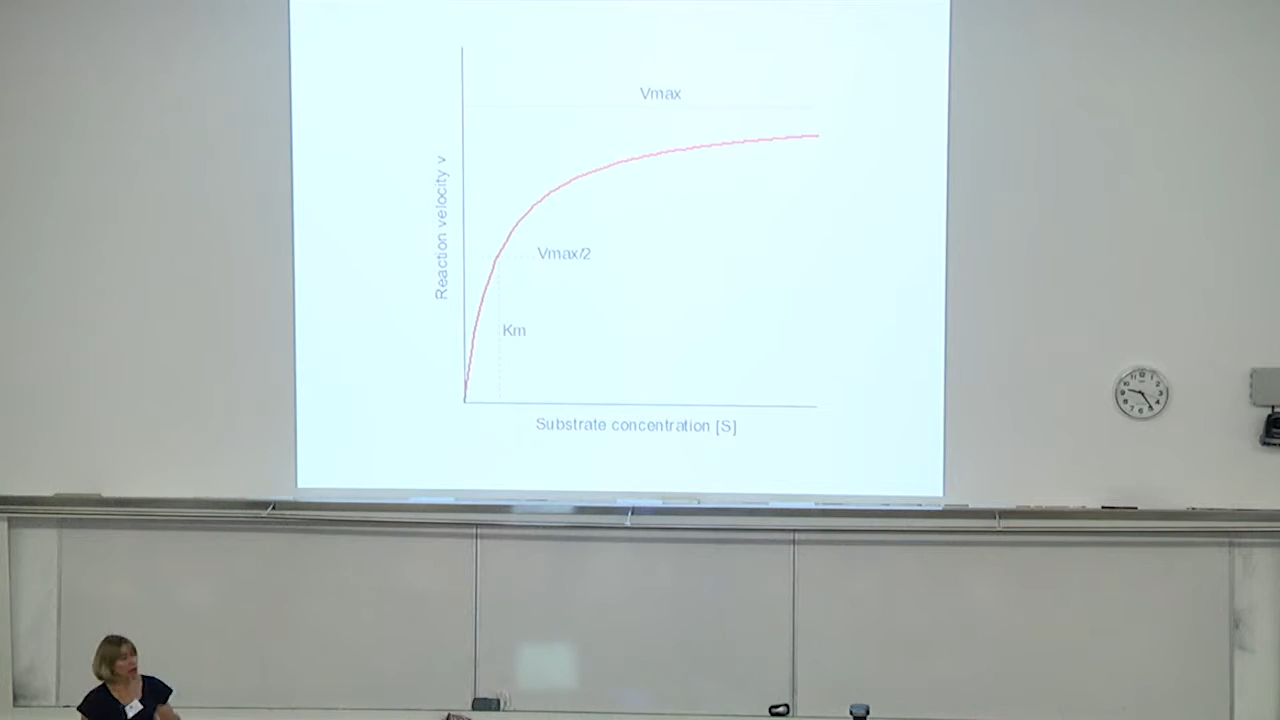 Vmax
Reaction velocity v
Vmax/2
Km
Substrate concentration [S]